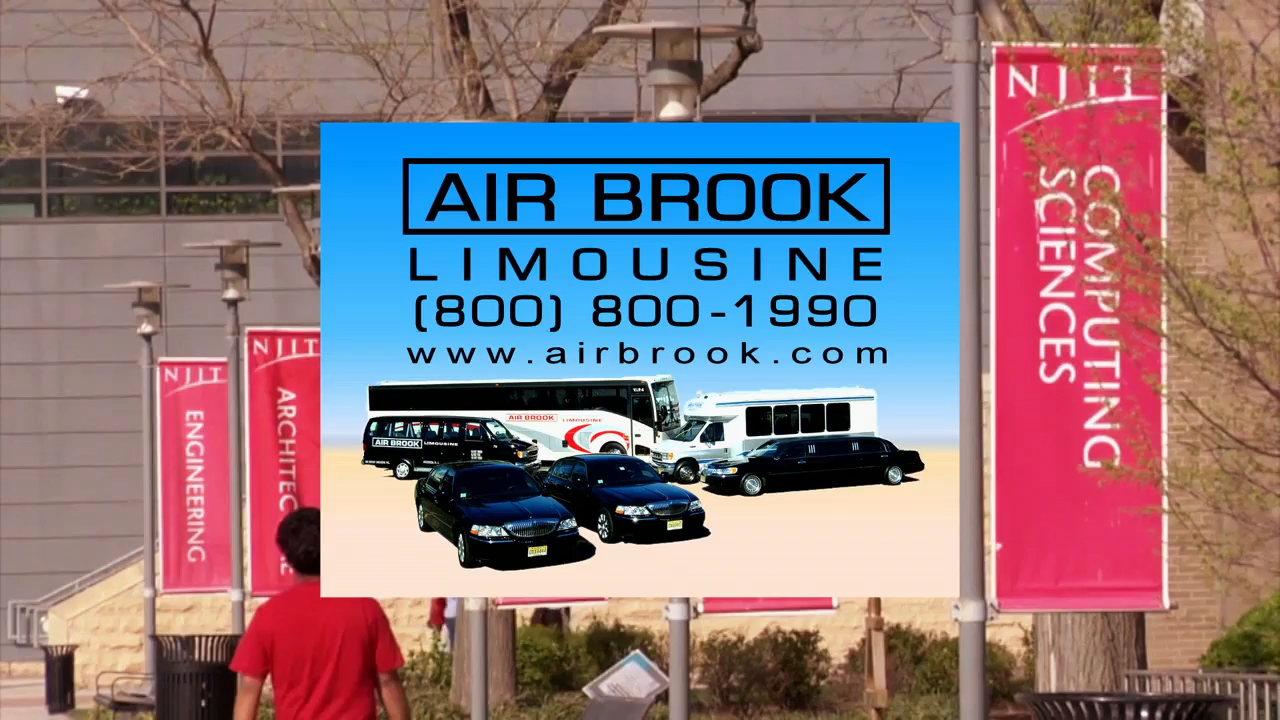 AIR BROOK
LIMOUSINE
(800) 800-1990
www.airbrook.com
AIR BROOK LIMOUSINE
AIR BROOK LIMOUSINE
NJIT
COMPUTING
SCIENCES
NJIT
ENGINEERING
NJIT